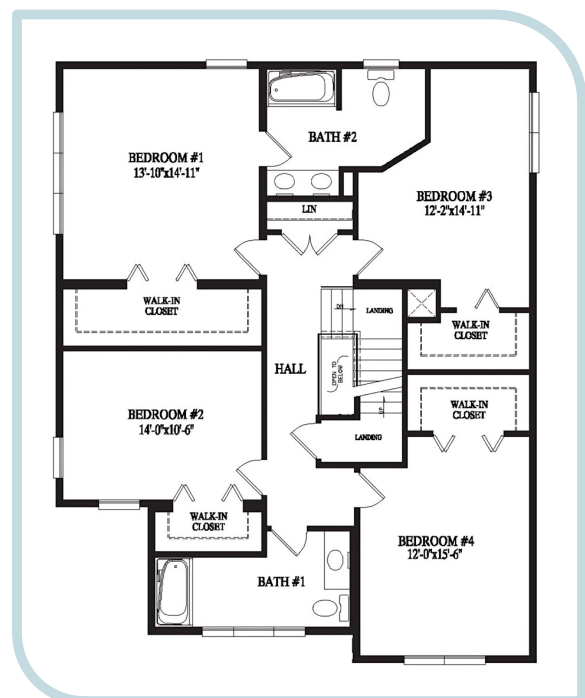 BEDROOM #1
13'-10"x14'-11"
BATH #2
LIN
BEDROOM #3
12'-2"x14'-11"
WALK-IN
CLOSET
DN
LANDING
WALK-IN
CLOSET
HALL
OPEN TO
BELOW
UP
LANDING
WALK-IN
CLOSET
BEDROOM #2
14'-0"x10'-6"
WALK-IN
CLOSET
BEDROOM #4
12'-0"x15'-6"
BATH #1